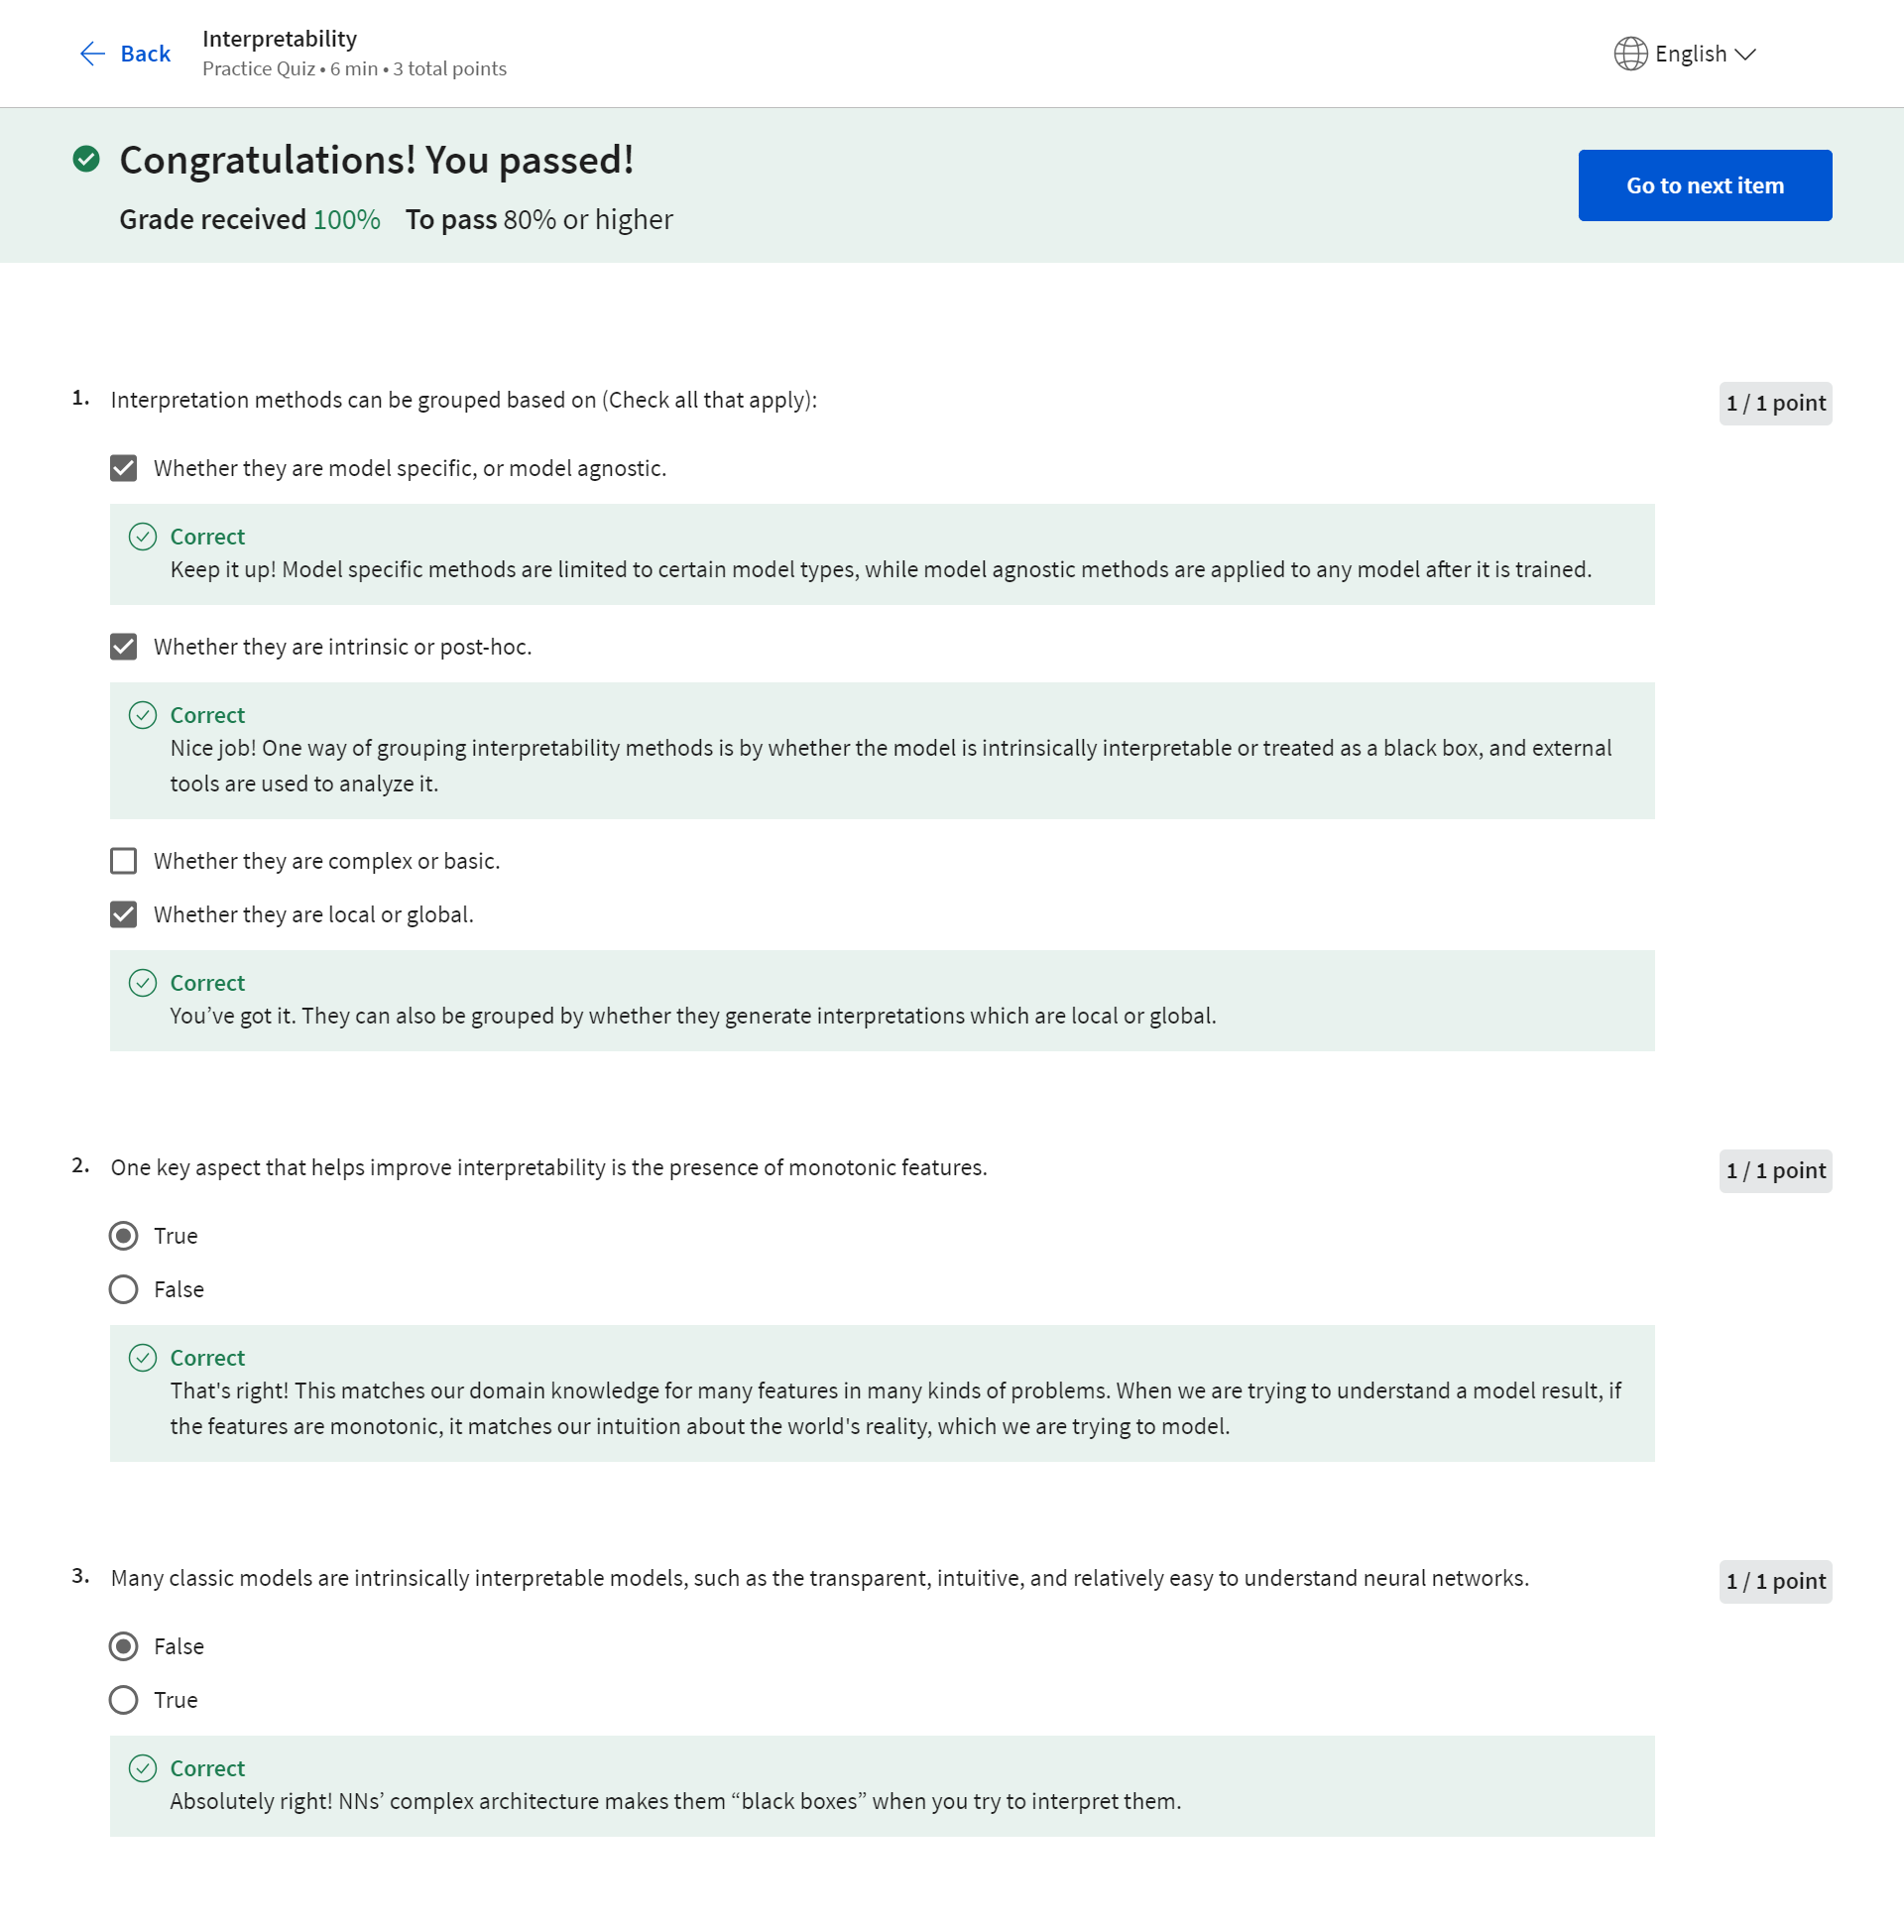 Back
Interpretability
Practice Quiz • 6 min • 3 total points
English
Congratulations! You passed!
Grade received 100% To pass 80% or higher
Go to next item
1. Interpretation methods can be grouped based on (Check all that apply):
1 / 1 point
Whether they are model specific, or model agnostic.
Correct
Keep it up! Model specific methods are limited to certain model types, while model agnostic methods are applied to any model after it is trained.
Whether they are intrinsic or post-hoc.
Correct
Nice job! One way of grouping interpretability methods is by whether the model is intrinsically interpretable or treated as a black box, and external
tools are used to analyze it.
Whether they are complex or basic.
Whether they are local or global.
Correct
You’ve got it. They can also be grouped by whether they generate interpretations which are local or global.
2. One key aspect that helps improve interpretability is the presence of monotonic features.
1 / 1 point
True
False
Correct
That's right! This matches our domain knowledge for many features in many kinds of problems. When we are trying to understand a model result, if
the features are monotonic, it matches our intuition about the world's reality, which we are trying to model.
3. Many classic models are intrinsically interpretable models, such as the transparent, intuitive, and relatively easy to understand neural networks.
1 / 1 point
False
True
Correct
Absolutely right! NNs’ complex architecture makes them “black boxes” when you try to interpret them.